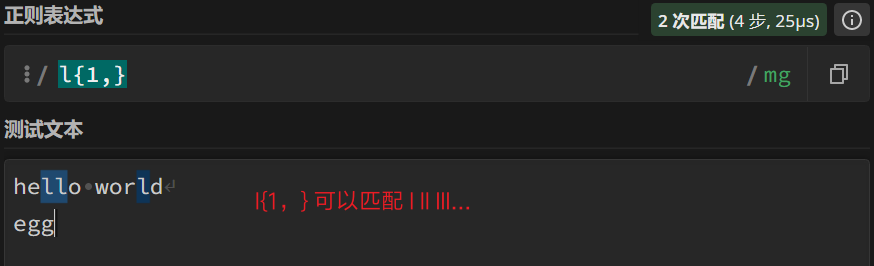 正则表达式
2 次匹配 (4 步, 25μs)
/ l{1,} / mg
测试文本
hello·world↵
egg
l{1，} 可以匹配 l ll lll...